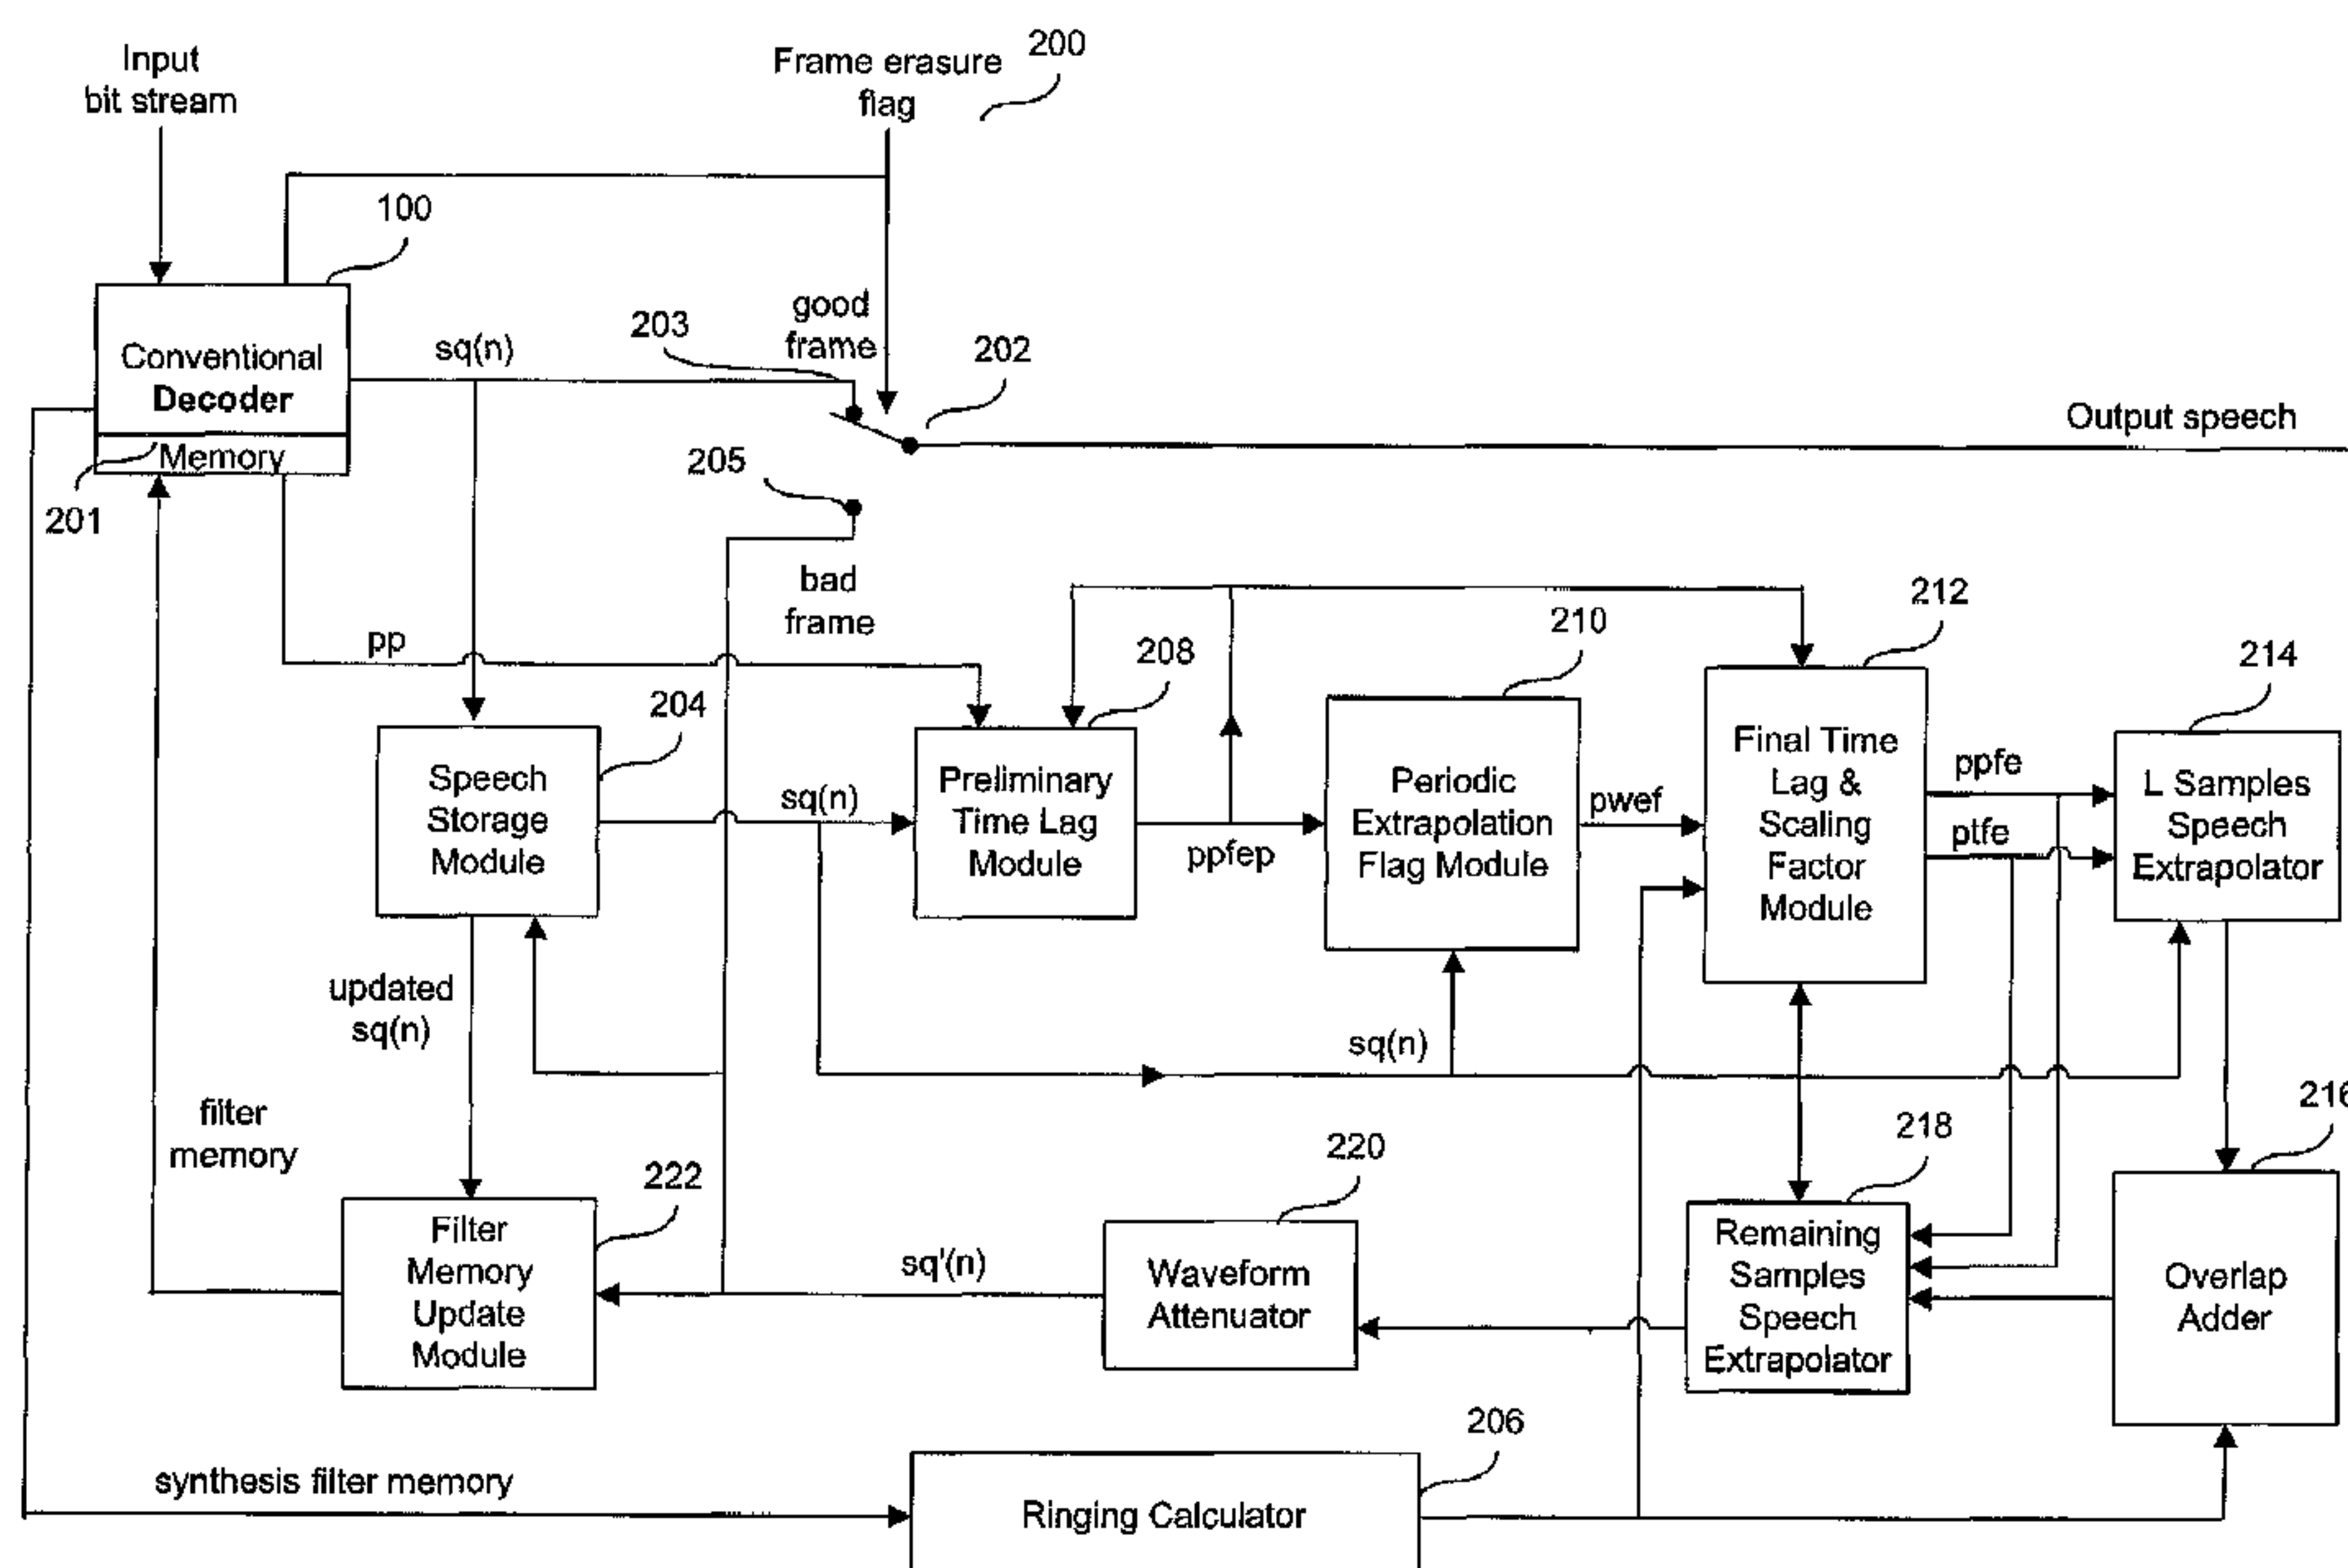 Input
bit stream
Frame erasure
flag
200
100
Conventional
Decoder
Memory
201
sq(n)
203
good
frame
202
Output speech
205
bad
frame
pp
204
Speech
Storage
Module
sq(n)
208
Preliminary
Time Lag
Module
ppfep
210
Periodic
Extrapolation
Flag Module
pwef
212
Final Time
Lag &
Scaling
Factor
Module
ppfe
ptfe
214
L Samples
Speech
Extrapolator
updated
sq(n)
sq(n)
filter
memory
222
Filter
Memory
Update
Module
sq'(n)
220
Waveform
Attenuator
218
Remaining
Samples
Speech
Extrapolator
216
Overlap
Adder
synthesis filter memory
206
Ringing Calculator